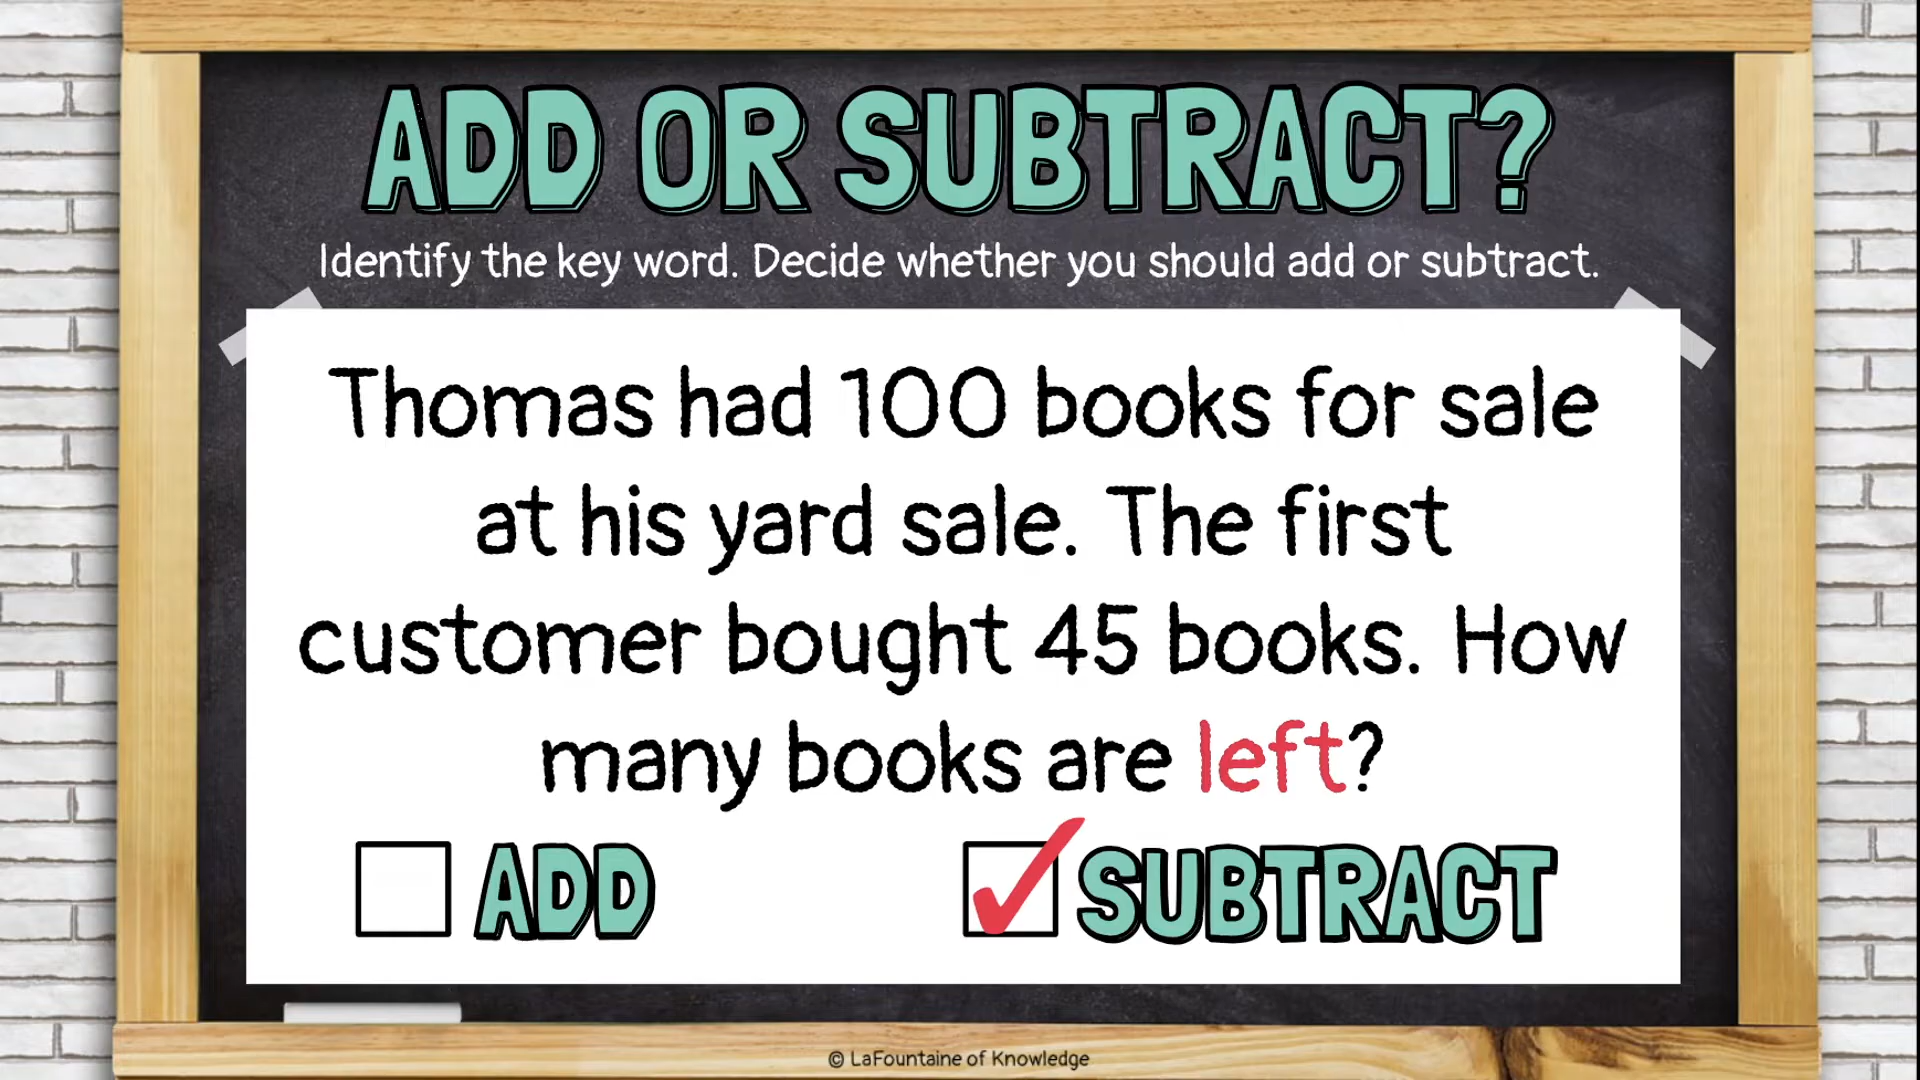 ADD OR SUBTRACT?
Identify the key word. Decide whether you should add or subtract.
Thomas had 100 books for sale
at his yard sale. The first
customer bought 45 books. How
many books are left?
ADD
SUBTRACT
© LaFountaine of Knowledge